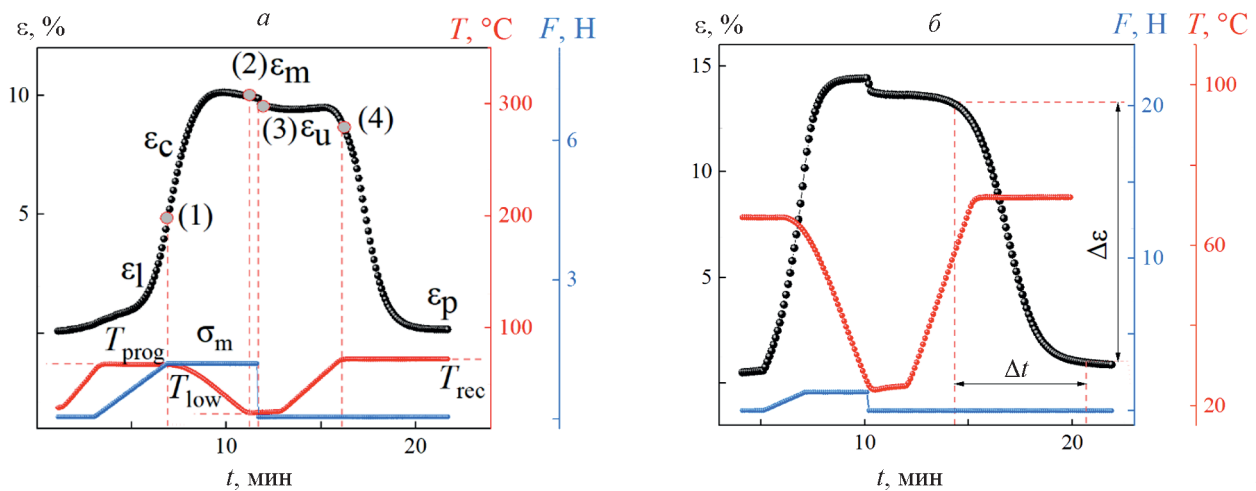 ε, %
а
T, °C
F, Н
10
5
300
200
100
6
3
(1)
(2) εm
(3) εu
(4)
εc
εl
εp
σm
Tprog
Tlow
Trec
10
20
t, мин
ε, %
б
F, Н
T, °C
15
10
5
20
10
100
60
20
Δε
Δt
10
20
t, мин